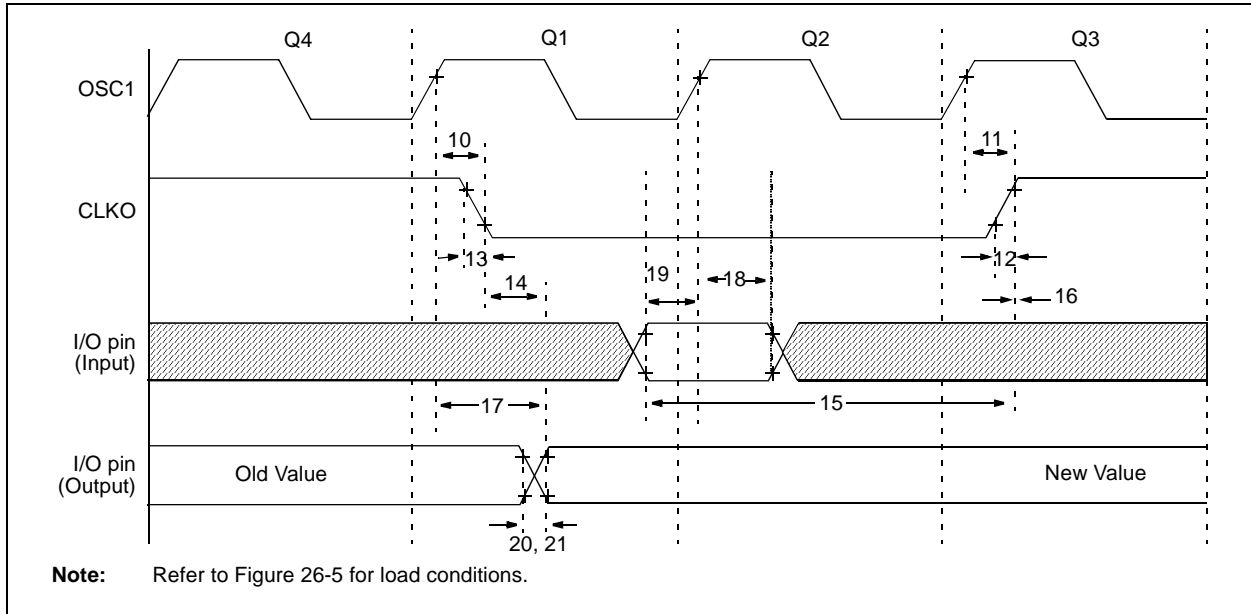 Q4 Q1 Q2 Q3
OSC1
10 11
CLKO
13 12
14 19 18 16
I/O pin
(Input)
17 15
I/O pin
(Output)
Old Value New Value
20, 21
Note: Refer to Figure 26-5 for load conditions.